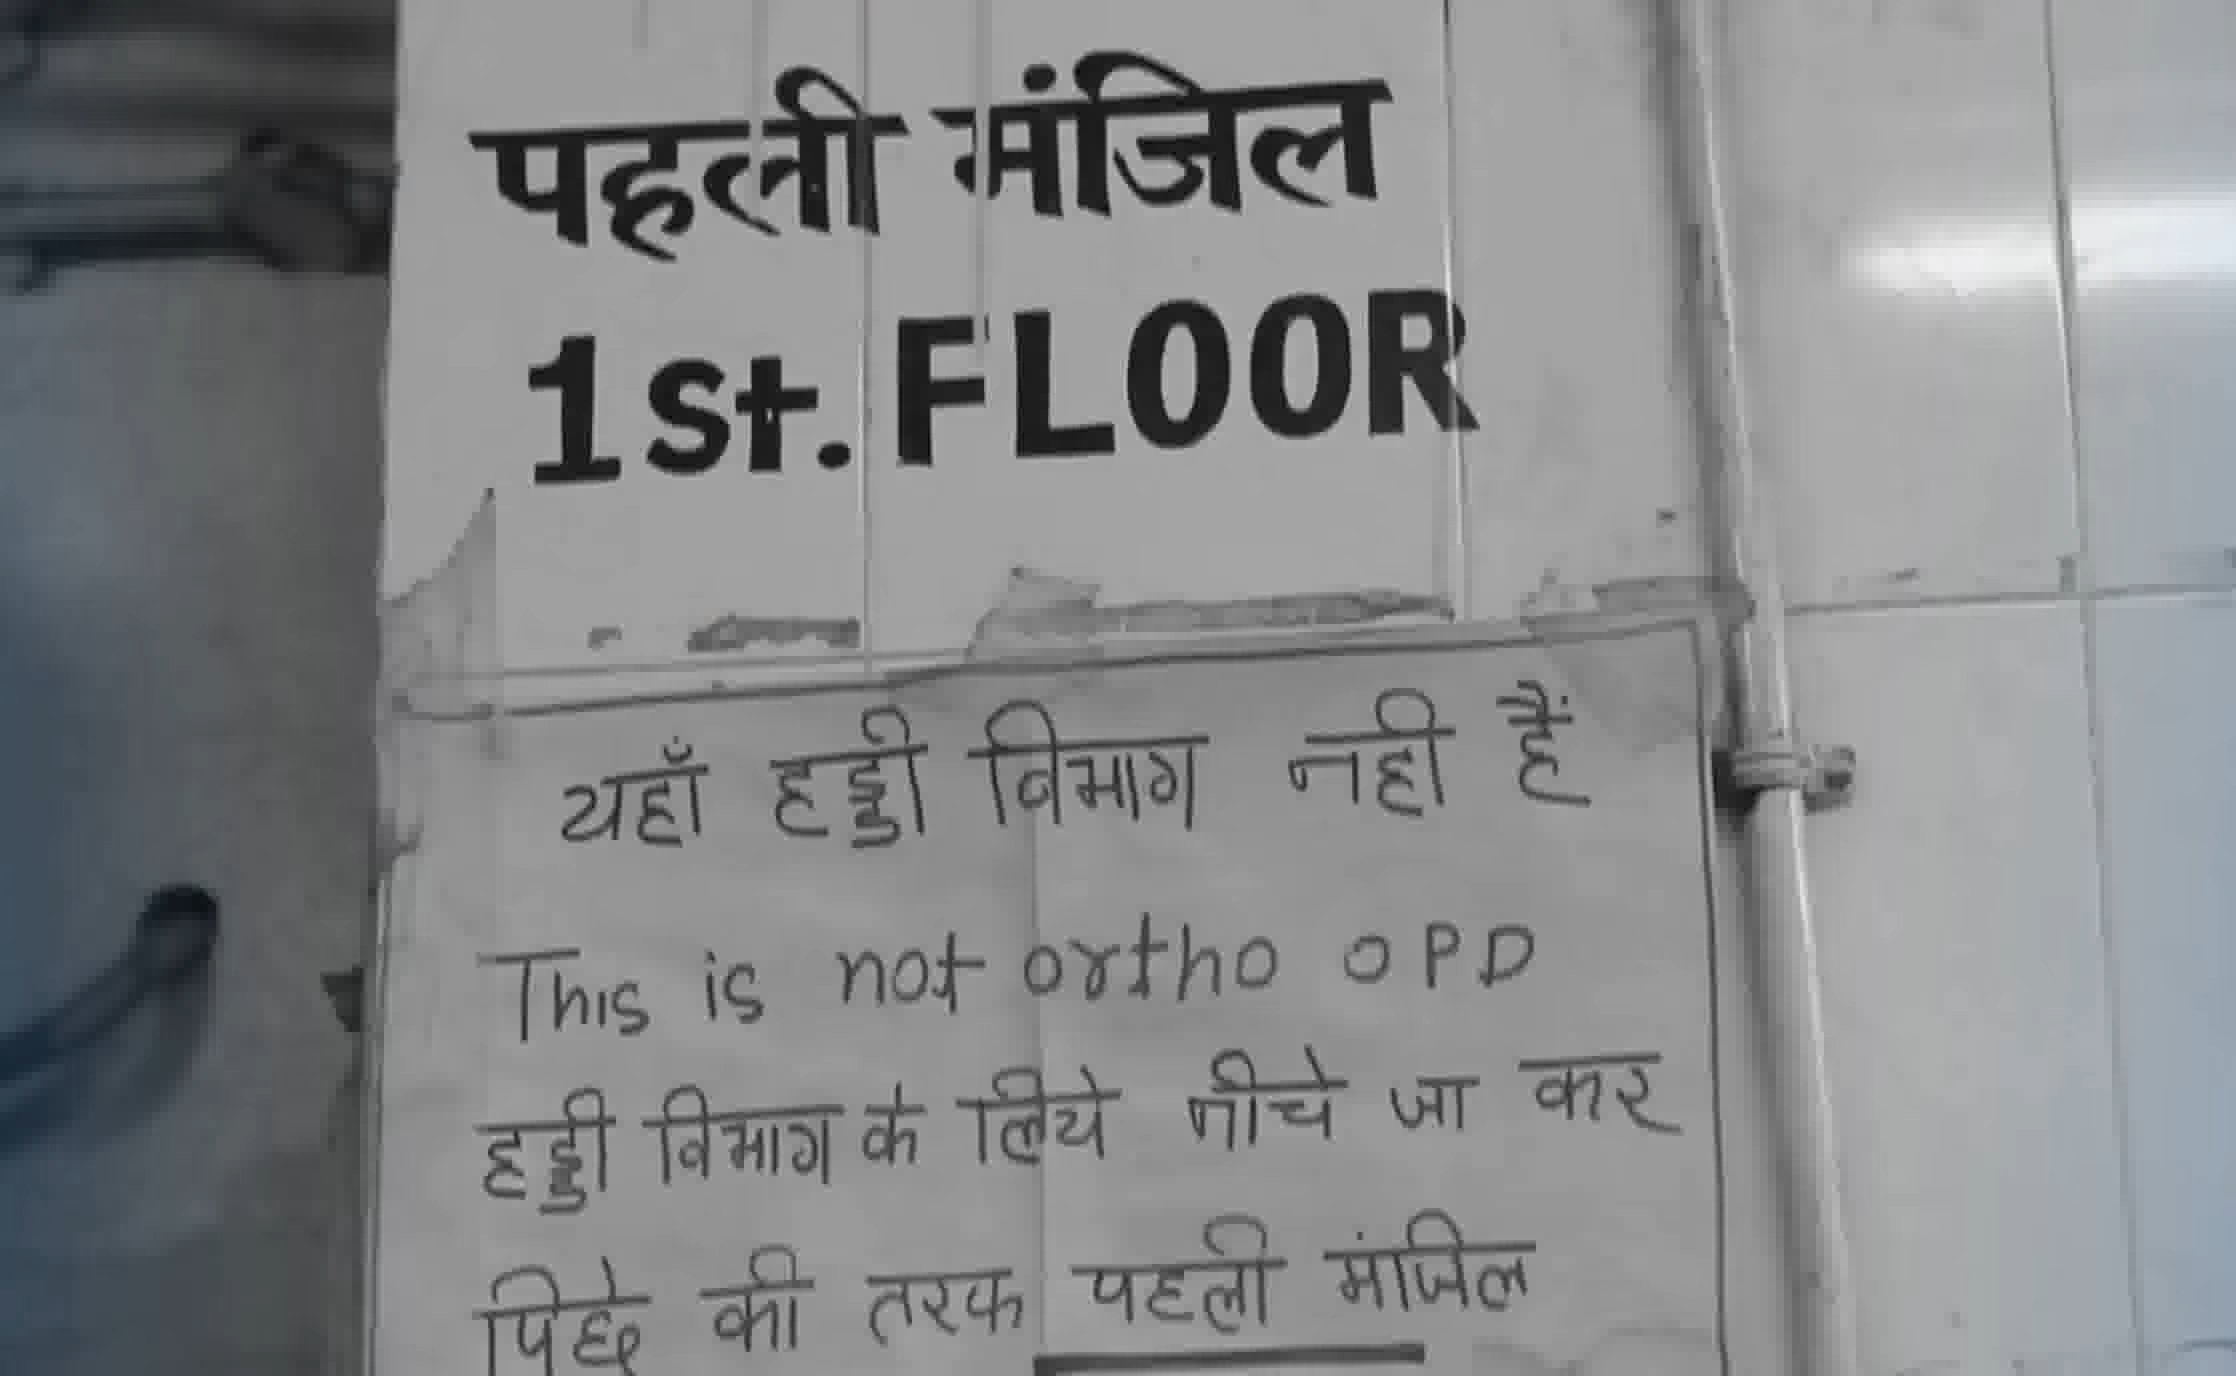 पहली मंजिल
1st. FLOOR
यहाँ हड्डी विभाग नही हैं
This is not ortho OPD
हड्डी विभाग के लिये नीचे जा कर
पिछे की तरफ पहली मंजिल